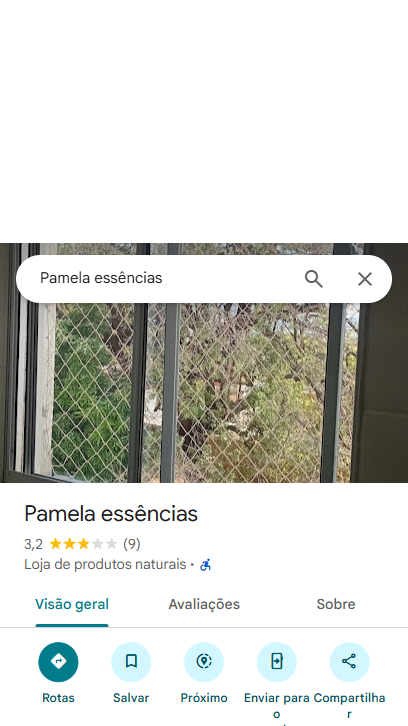 Pamela essências
Pamela essências
3,2 (9)
Loja de produtos naturais ·
Visão geral Avaliações Sobre
Rotas Salvar Próximo Enviar para Compartilha
o r